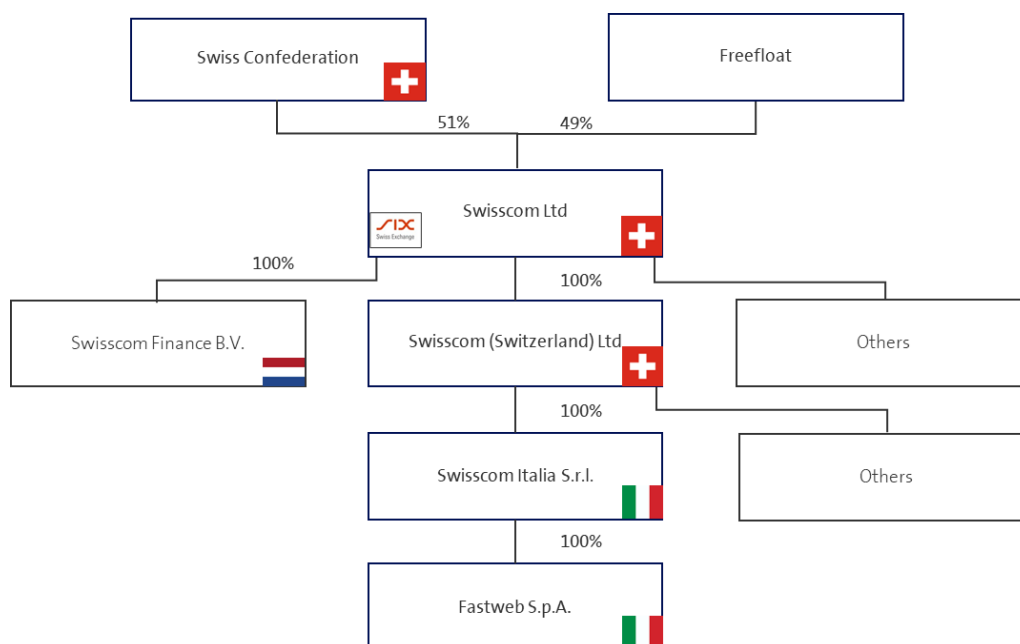 Swiss Confederation
Freefloat
51%
49%
Swisscom Ltd
SIX
Swiss Exchange
100%
100%
Swisscom Finance B.V.
Swisscom (Switzerland) Ltd
Others
100%
Swisscom Italia S.r.l.
Others
100%
Fastweb S.p.A.